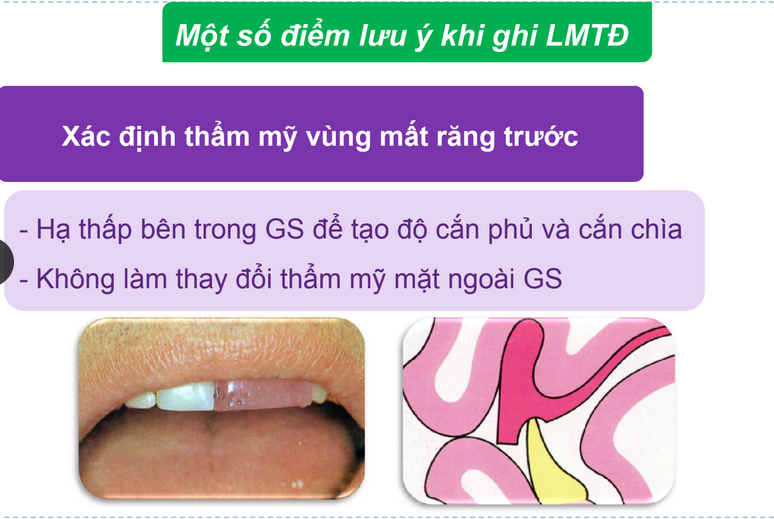 Một số điểm lưu ý khi ghi LMTĐ
Xác định thẩm mỹ vùng mất răng trước
- Hạ thấp bên trong GS để tạo độ cắn phủ và cắn chìa
- Không làm thay đổi thẩm mỹ mặt ngoài GS